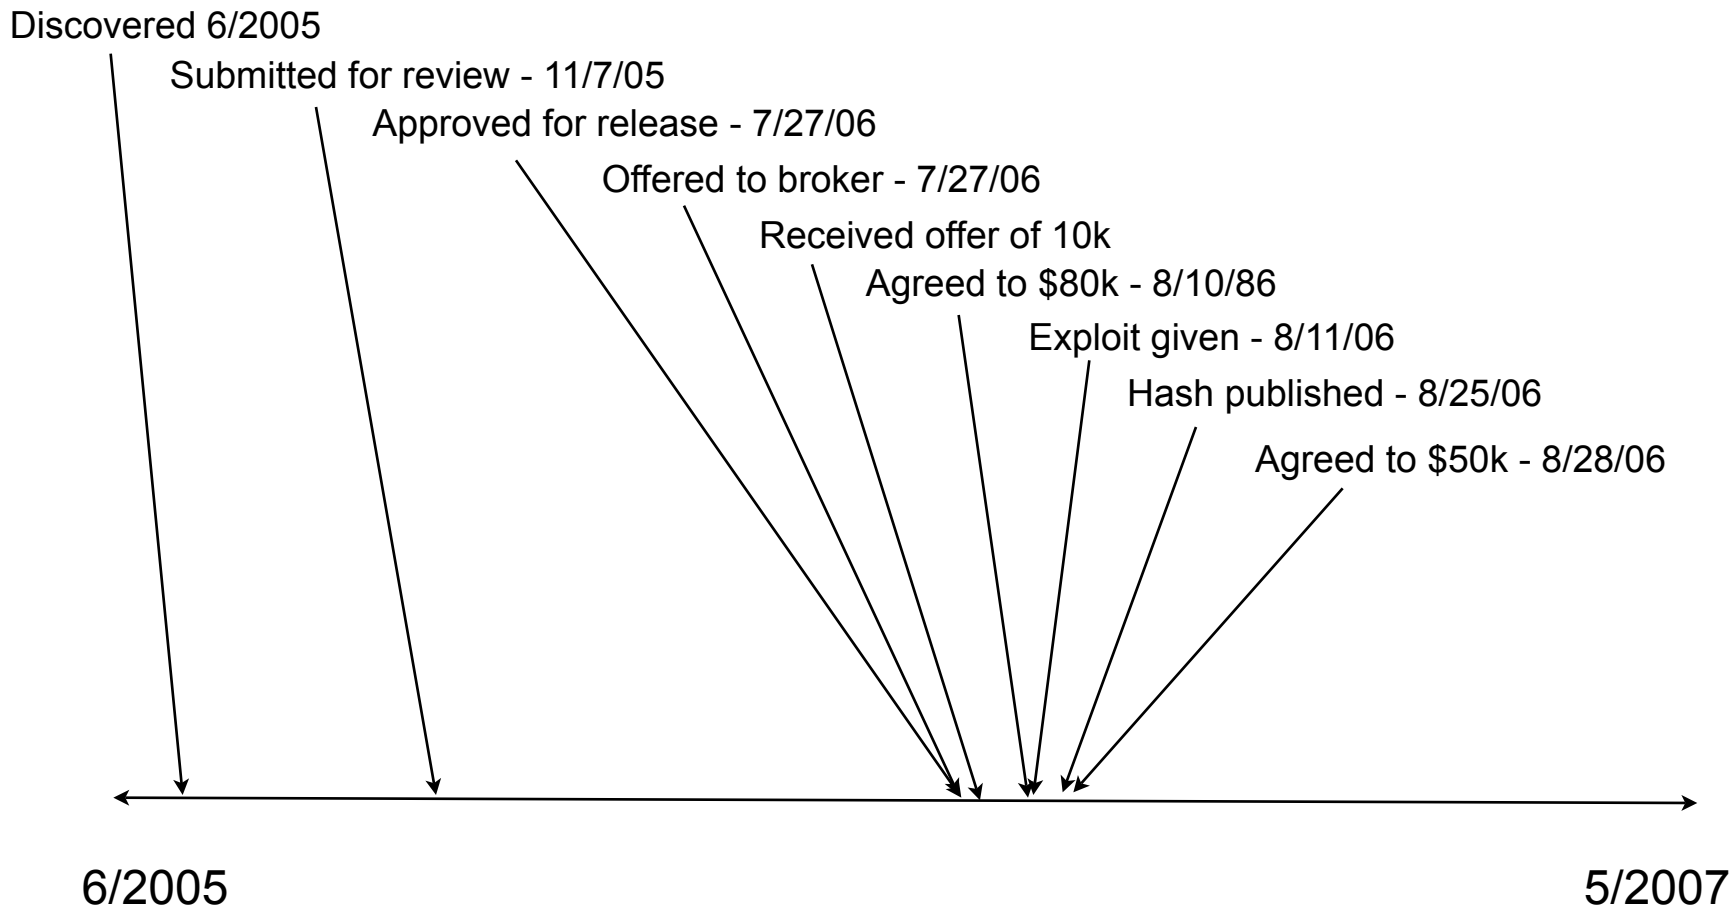 Discovered 6/2005
Submitted for review - 11/7/05
Approved for release - 7/27/06
Offered to broker - 7/27/06
Received offer of 10k
Agreed to $80k - 8/10/86
Exploit given - 8/11/06
Hash published - 8/25/06
Agreed to $50k - 8/28/06
6/2005
5/2007